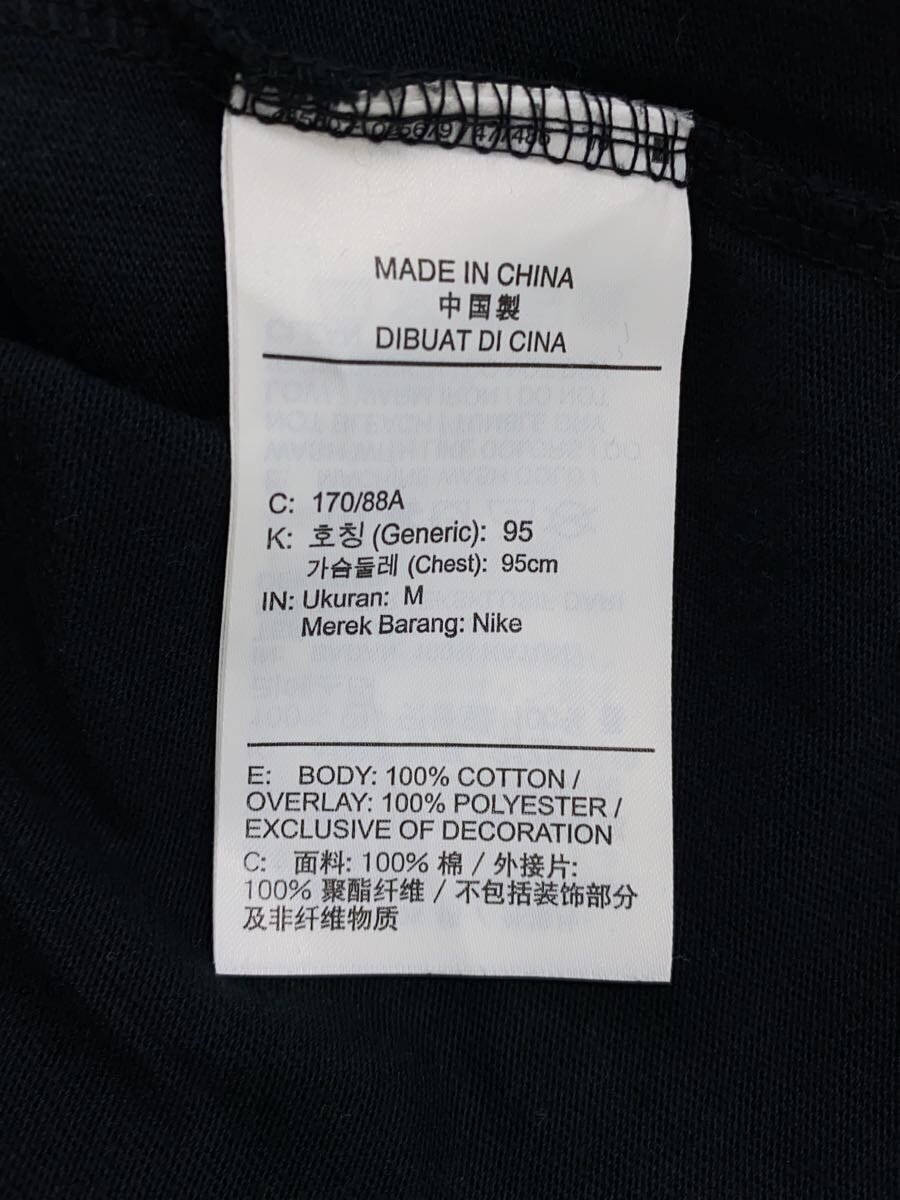 MADE IN CHINA
中国製
DIBUAT DI CINA
C: 170/88A
K: 호칭 (Generic): 95
가슴둘레 (Chest): 95cm
IN: Ukuran: M
Merek Barang: Nike
E: BODY: 100% COTTON /
OVERLAY: 100% POLYESTER /
EXCLUSIVE OF DECORATION
C: 面料: 100% 棉 / 外接片:
100% 聚酯纤维 / 不包括装饰部分
及非纤维物质